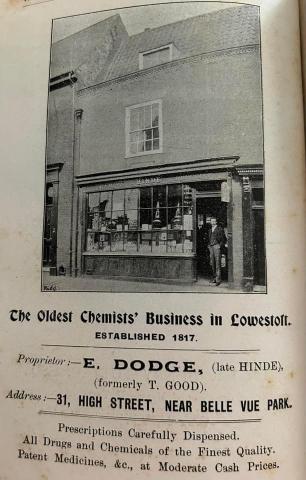 HINDE
The Oldest Chemists' Business in Lowestoft.
ESTABLISHED 1817.
Proprietor:—E. DODGE, (late HINDE),
(formerly T. GOOD).
Address:—31, HIGH STREET, NEAR BELLE VUE PARK.
Prescriptions Carefully Dispensed.
All Drugs and Chemicals of the Finest Quality.
Patent Medicines, &c., at Moderate Cash Prices.